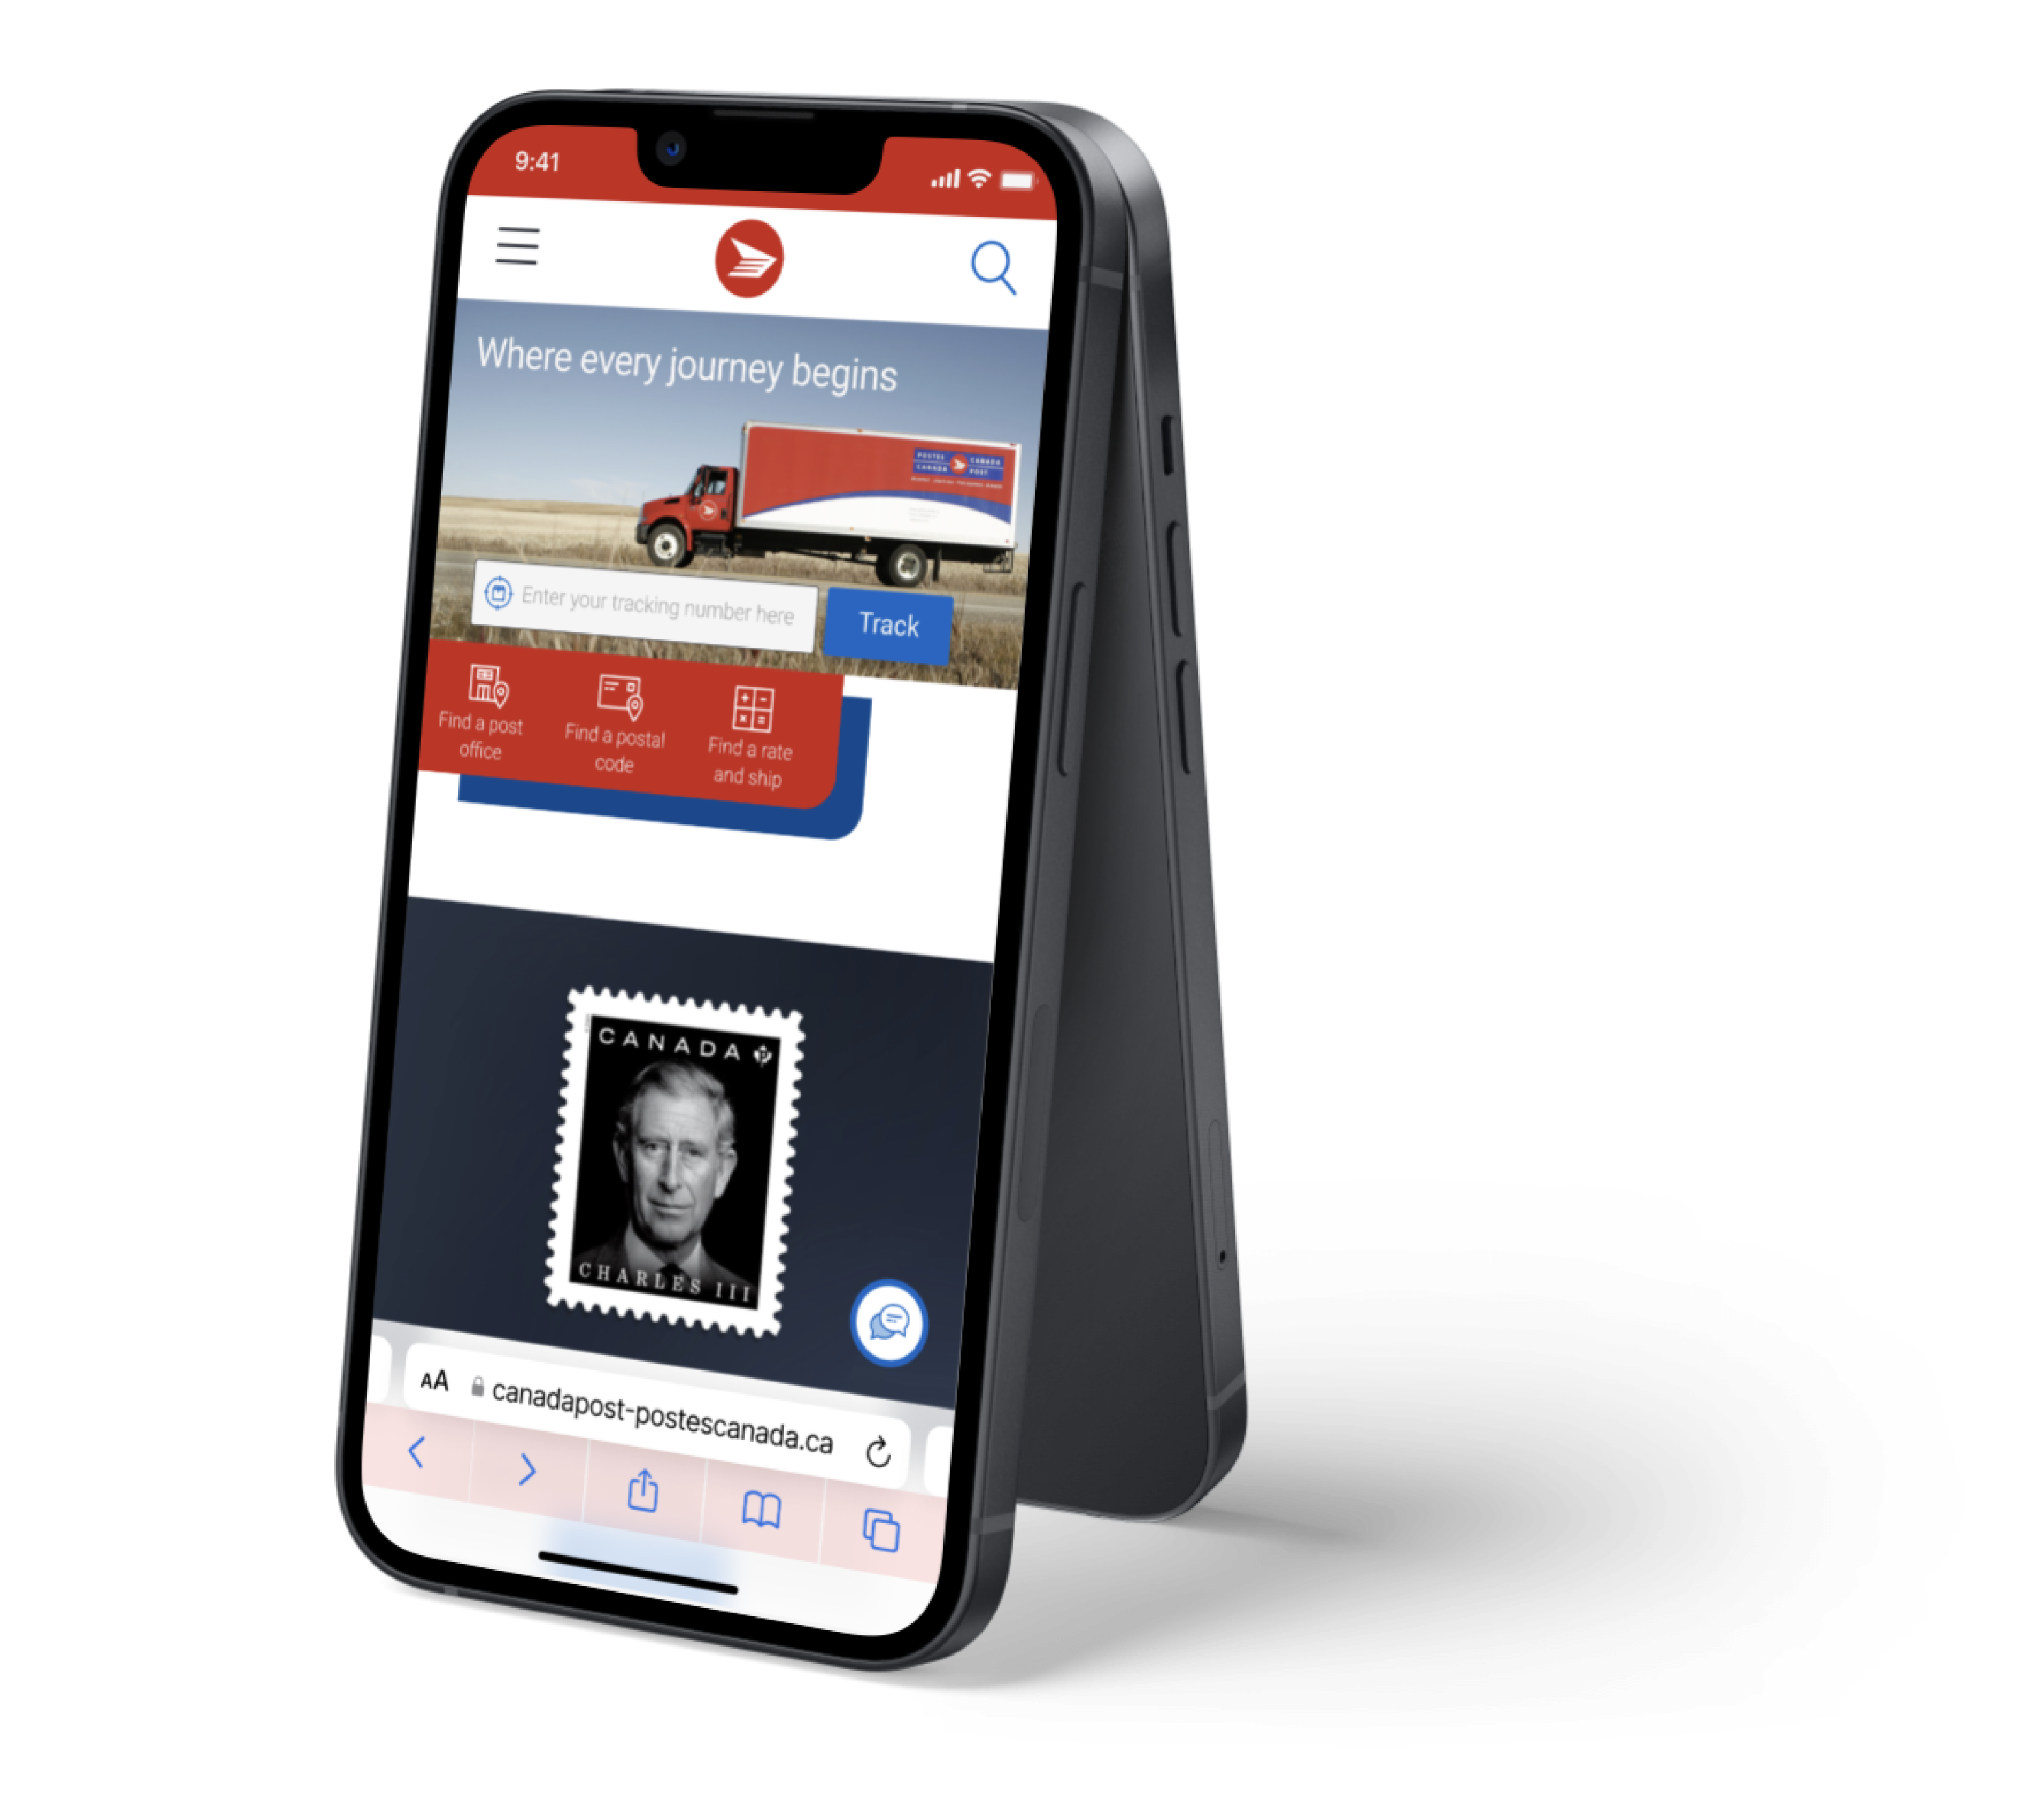 9:41
Where every journey begins
POSTES CANADA
CANADA POST
Enter your tracking number here
Track
Find a post
office
Find a postal
code
Find a rate
and ship
CANADA P
CHARLES III
AA canadapost-postescanada.ca